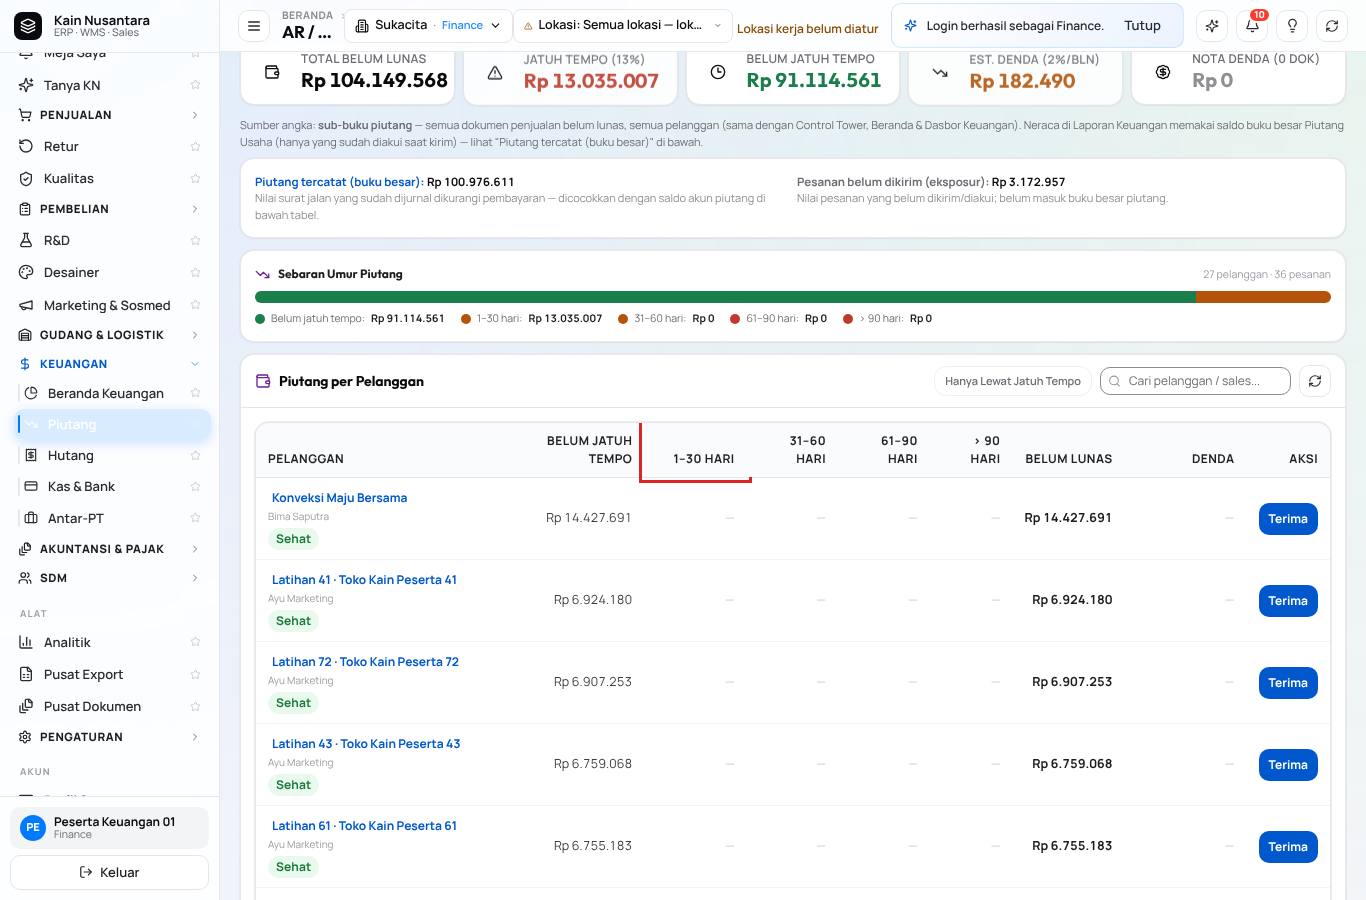 Kain Nusantara
ERP · WMS · Sales
Meja Saya
Tanya KN
PENJUALAN
Retur
Kualitas
PEMBELIAN
R&D
Desainer
Marketing & Sosmed
GUDANG & LOGISTIK
KEUANGAN
Beranda Keuangan
Piutang
Hutang
Kas & Bank
Antar-PT
AKUNTANSI & PAJAK
SDM
ALAT
Analitik
Pusat Export
Pusat Dokumen
PENGATURAN
AKUN
PE
Peserta Keuangan 01
Finance
Keluar
BERANDA
AR / ...
Sukacita · Finance
Lokasi: Semua lokasi — lok...
Lokasi kerja belum diatur
Login berhasil sebagai Finance.
Tutup
10
TOTAL BELUM LUNAS
Rp 104.149.568
JATUH TEMPO (13%)
Rp 13.035.007
BELUM JATUH TEMPO
Rp 91.114.561
EST. DENDA (2%/BLN)
Rp 182.490
NOTA DENDA (0 DOK)
Rp 0
Sumber angka: sub-buku piutang — semua dokumen penjualan belum lunas, semua pelanggan (sama dengan Control Tower, Beranda & Dasbor Keuangan). Neraca di Laporan Keuangan memakai saldo buku besar Piutang
Usaha (hanya yang sudah diakui saat kirim) — lihat "Piutang tercatat (buku besar)" di bawah.
Piutang tercatat (buku besar): Rp 100.976.611
Nilai surat jalan yang sudah dijurnal dikurangi pembayaran — dicocokkan dengan saldo akun piutang di
bawah tabel.
Pesanan belum dikirim (eksposur): Rp 3.172.957
Nilai pesanan yang belum dikirim/diakui; belum masuk buku besar piutang.
Sebaran Umur Piutang
27 pelanggan · 36 pesanan
Belum jatuh tempo: Rp 91.114.561
1–30 hari: Rp 13.035.007
31–60 hari: Rp 0
61–90 hari: Rp 0
> 90 hari: Rp 0
Piutang per Pelanggan
Hanya Lewat Jatuh Tempo
Cari pelanggan / sales...
PELANGGAN
BELUM JATUH
TEMPO
1–30 HARI
31–60
HARI
61–90
HARI
> 90
HARI
BELUM LUNAS
DENDA
AKSI
Konveksi Maju Bersama
Bima Saputra
Sehat
Rp 14.427.691 — — — — Rp 14.427.691 — Terima
Latihan 41 · Toko Kain Peserta 41
Ayu Marketing
Sehat
Rp 6.924.180 — — — — Rp 6.924.180 — Terima
Latihan 72 · Toko Kain Peserta 72
Ayu Marketing
Sehat
Rp 6.907.253 — — — — Rp 6.907.253 — Terima
Latihan 43 · Toko Kain Peserta 43
Ayu Marketing
Sehat
Rp 6.759.068 — — — — Rp 6.759.068 — Terima
Latihan 61 · Toko Kain Peserta 61
Ayu Marketing
Sehat
Rp 6.755.183 — — — — Rp 6.755.183 — Terima